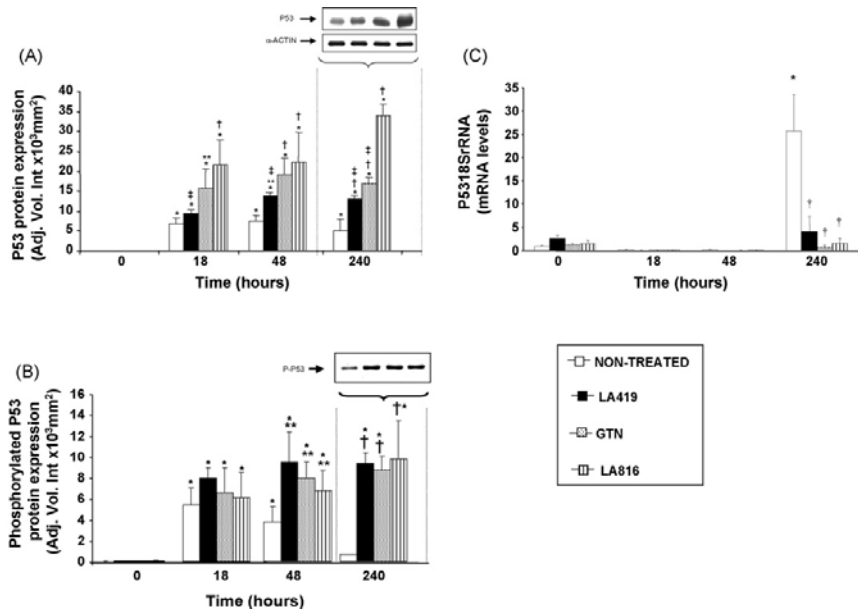 (A)
P53
α-ACTIN
P53 protein expression
(Adj. Vol. Int x10³mm²)
40
35
30
25
20
15
10
5
0
* ‡ * ** * † *
* ‡ ** * ‡ † * † *
* ‡ † * ‡ † * † *
0 18 48 240
Time (hours)
(C)
P5318SrRNA
(mRNA levels)
35
30
25
20
15
10
5
0
* † † †
0 18 48 240
Time (hours)
(B)
P-P53
Phosphorylated P53
protein expression
(Adj. Vol. Int x10³mm²)
16
14
12
10
8
6
4
2
0
* * * *
* * ** * ** * **
* † * † † *
0 18 48 240
Time (hours)
NON-TREATED
LA419
GTN
LA816